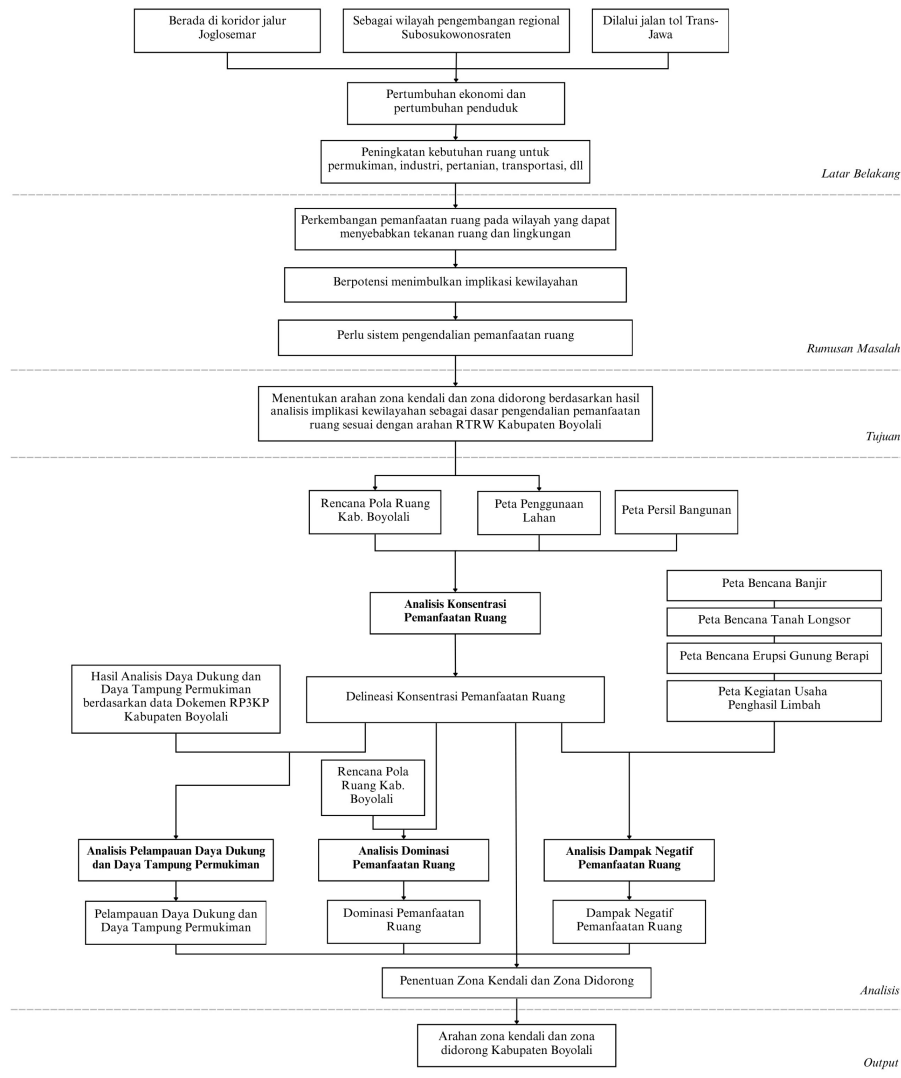 Berada di koridor jalur
Joglosemar
Sebagai wilayah pengembangan regional
Subosukowonosraten
Dilalui jalan tol Trans-
Jawa
Pertumbuhan ekonomi dan
pertumbuhan penduduk
Peningkatan kebutuhan ruang untuk
permukiman, industri, pertanian, transportasi, dll
Latar Belakang
Perkembangan pemanfaatan ruang pada wilayah yang dapat
menyebabkan tekanan ruang dan lingkungan
Berpotensi menimbulkan implikasi kewilayahan
Perlu sistem pengendalian pemanfaatan ruang
Rumusan Masalah
Menentukan arahan zona kendali dan zona didorong berdasarkan hasil
analisis implikasi kewilayahan sebagai dasar pengendalian pemanfaatan
ruang sesuai dengan arahan RTRW Kabupaten Boyolali
Tujuan
Rencana Pola Ruang
Kab. Boyolali
Peta Penggunaan
Lahan
Peta Persil Bangunan
Analisis Konsentrasi
Pemanfaatan Ruang
Peta Bencana Banjir
Peta Bencana Tanah Longsor
Peta Bencana Erupsi Gunung Berapi
Peta Kegiatan Usaha
Penghasil Limbah
Hasil Analisis Daya Dukung dan
Daya Tampung Permukiman
berdasarkan data Dokemen RP3KP
Kabupaten Boyolali
Delineasi Konsentrasi Pemanfaatan Ruang
Rencana Pola
Ruang Kab.
Boyolali
Analisis Pelampauan Daya Dukung
dan Daya Tampung Permukiman
Analisis Dominasi
Pemanfaatan Ruang
Analisis Dampak Negatif
Pemanfaatan Ruang
Pelampauan Daya Dukung dan
Daya Tampung Permukiman
Dominasi Pemanfaatan
Ruang
Dampak Negatif
Pemanfaatan Ruang
Penentuan Zona Kendali dan Zona Didorong
Analisis
Arahan zona kendali dan zona
didorong Kabupaten Boyolali
Output